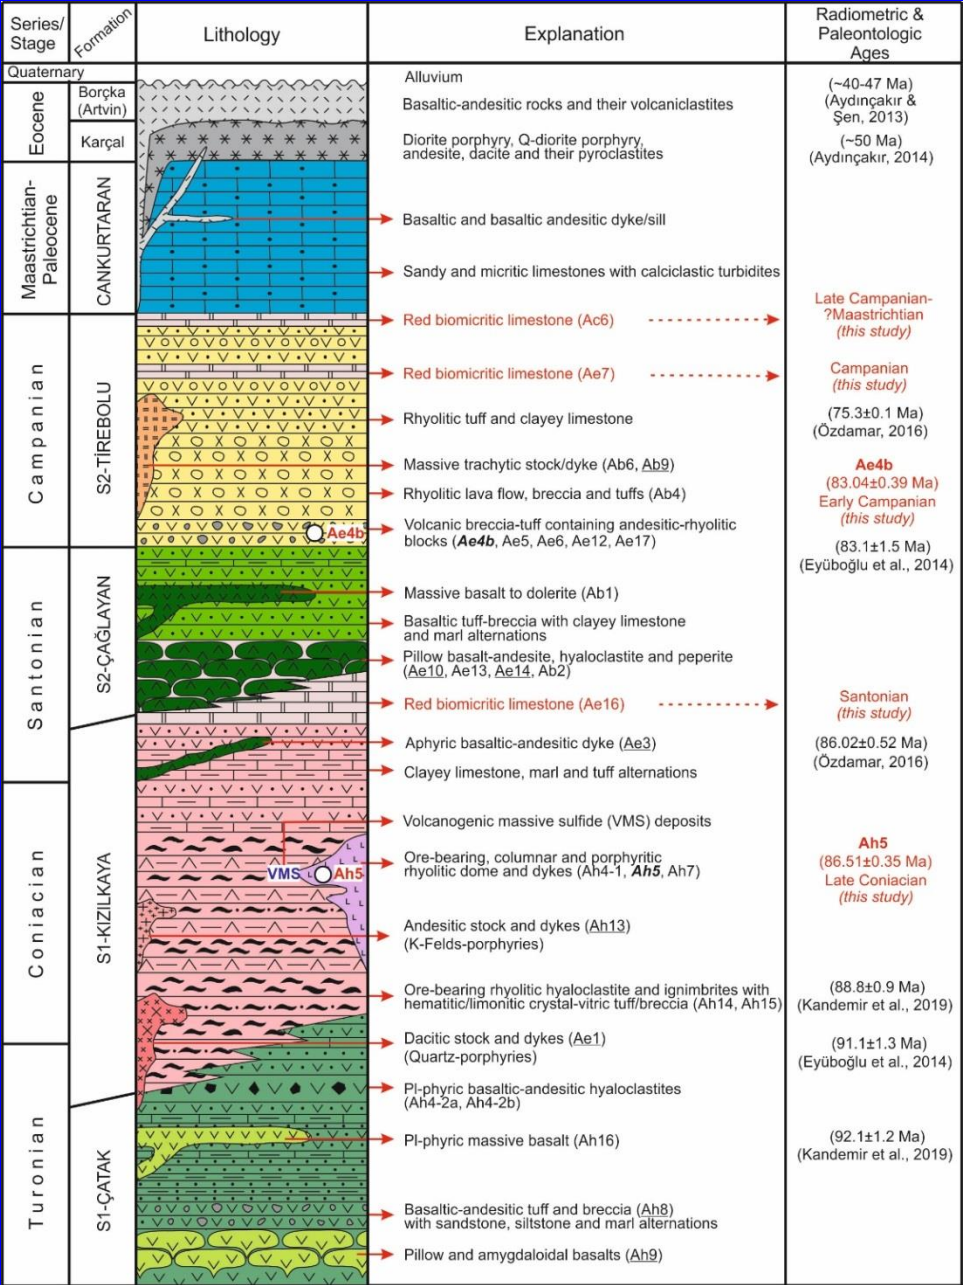 Series/
Stage
Formation
Lithology
Explanation
Radiometric &
Paleontologic
Ages
Quaternary
Alluvium
Eocene
Borçka
(Artvin)
Basaltic-andesitic rocks and their volcaniclastites
(~40-47 Ma)
(Aydınçakır &
Şen, 2013)
Karçal
Diorite porphyry, Q-diorite porphyry,
andesite, dacite and their pyroclastites
(~50 Ma)
(Aydınçakır, 2014)
Maastrichtian-
Paleocene
CANKURTARAN
Basaltic and basaltic andesitic dyke/sill
Sandy and micritic limestones with calciclastic turbidites
Campanian
S2-TİREBOLU
Red biomicritic limestone (Ac6)
Late Campanian-
?Maastrichtian
(this study)
Red biomicritic limestone (Ae7)
Campanian
(this study)
Rhyolitic tuff and clayey limestone
(75.3±0.1 Ma)
(Özdamar, 2016)
Massive trachytic stock/dyke (Ab6, Ab9)
Rhyolitic lava flow, breccia and tuffs (Ab4)
Ae4b
(83.04±0.39 Ma)
Early Campanian
(this study)
Ae4b
Volcanic breccia-tuff containing andesitic-rhyolitic
blocks (Ae4b, Ae5, Ae6, Ae12, Ae17)
(83.1±1.5 Ma)
(Eyüboğlu et al., 2014)
Santonian
S2-ÇAĞLAYAN
Massive basalt to dolerite (Ab1)
Basaltic tuff-breccia with clayey limestone
and marl alternations
Pillow basalt-andesite, hyaloclastite and peperite
(Ae10, Ae13, Ae14, Ab2)
Red biomicritic limestone (Ae16)
Santonian
(this study)
Aphyric basaltic-andesitic dyke (Ae3)
(86.02±0.52 Ma)
(Özdamar, 2016)
Clayey limestone, marl and tuff alternations
Coniacian
S1-KIZILKAYA
Volcanogenic massive sulfide (VMS) deposits
VMS
Ah5
Ore-bearing, columnar and porphyritic
rhyolitic dome and dykes (Ah4-1, Ah5, Ah7)
Ah5
(86.51±0.35 Ma)
Late Coniacian
(this study)
Andesitic stock and dykes (Ah13)
(K-Felds-porphyries)
Ore-bearing rhyolitic hyaloclastite and ignimbrites with
hematitic/limonitic crystal-vitric tuff/breccia (Ah14, Ah15)
(88.8±0.9 Ma)
(Kandemir et al., 2019)
Dacitic stock and dykes (Ae1)
(Quartz-porphyries)
(91.1±1.3 Ma)
(Eyüboğlu et al., 2014)
Turonian
S1-ÇATAK
Pl-phyric basaltic-andesitic hyaloclastites
(Ah4-2a, Ah4-2b)
Pl-phyric massive basalt (Ah16)
(92.1±1.2 Ma)
(Kandemir et al., 2019)
Basaltic-andesitic tuff and breccia (Ah8)
with sandstone, siltstone and marl alternations
Pillow and amygdaloidal basalts (Ah9)